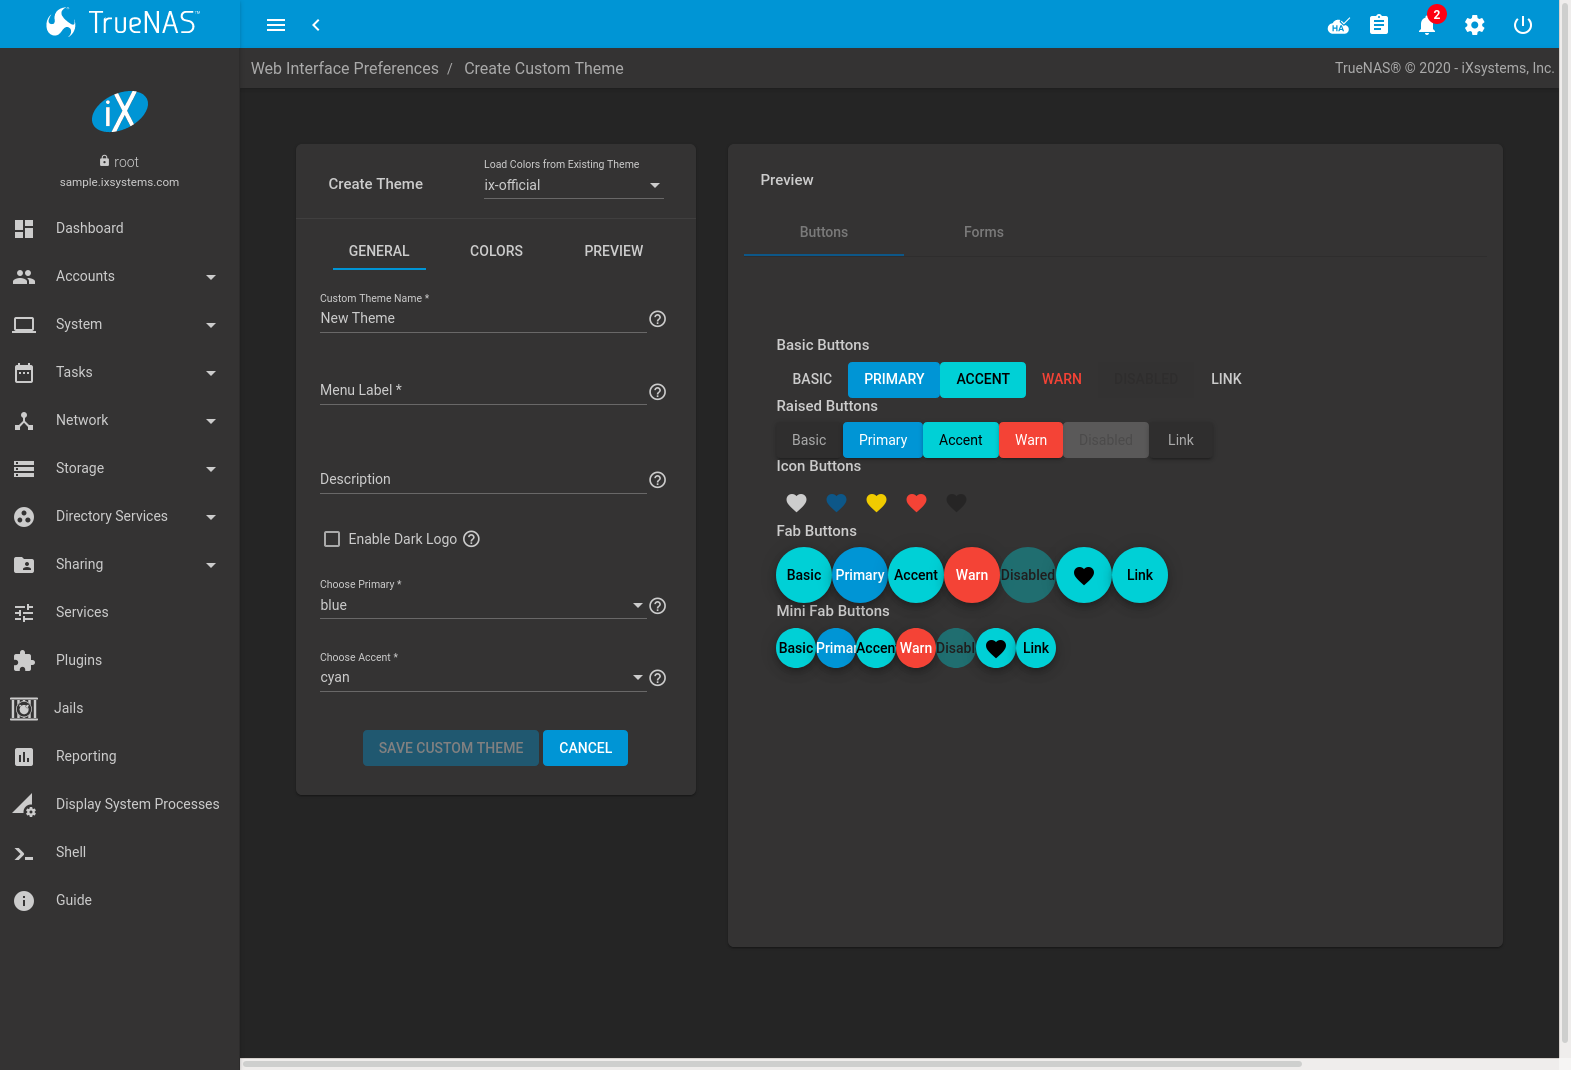 TrueNAS™
2
Web Interface Preferences / Create Custom Theme
TrueNAS® © 2020 - iXsystems, Inc.
iX
root
sample.ixsystems.com
Dashboard
Accounts
System
Tasks
Network
Storage
Directory Services
Sharing
Services
Plugins
Jails
Reporting
Display System Processes
Shell
Guide
Create Theme
Load Colors from Existing Theme
ix-official
GENERAL COLORS PREVIEW
Custom Theme Name *
New Theme
Menu Label *
Description
Enable Dark Logo
Choose Primary *
blue
Choose Accent *
cyan
SAVE CUSTOM THEME CANCEL
Preview
Buttons Forms
Basic Buttons
BASIC PRIMARY ACCENT WARN DISABLED LINK
Raised Buttons
Basic Primary Accent Warn Disabled Link
Icon Buttons
Fab Buttons
Basic Primary Accent Warn Disabled Link
Mini Fab Buttons
Basic Primar Accen Warn Disabl Link
HA